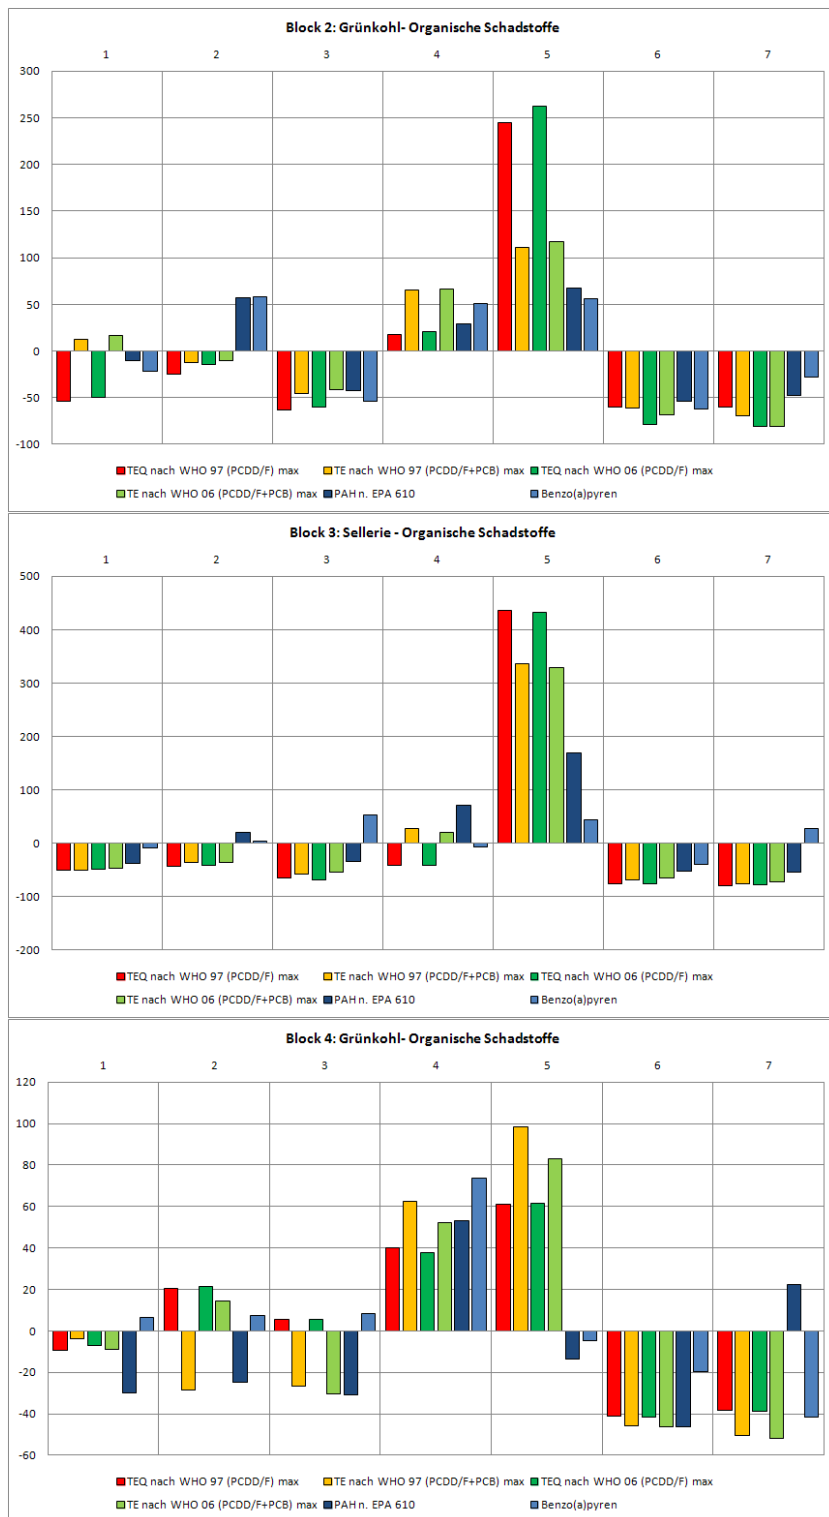 Block 2: Grünkohl- Organische Schadstoffe
1 2 3 4 5 6 7
300
250
200
150
100
50
0
-50
-100
TEQ nach WHO 97 (PCDD/F) max TE nach WHO 97 (PCDD/F+PCB) max TEQ nach WHO 06 (PCDD/F) max
TE nach WHO 06 (PCDD/F+PCB) max PAH n. EPA 610 Benzo(a)pyren
Block 3: Sellerie - Organische Schadstoffe
1 2 3 4 5 6 7
500
400
300
200
100
0
-100
-200
TEQ nach WHO 97 (PCDD/F) max TE nach WHO 97 (PCDD/F+PCB) max TEQ nach WHO 06 (PCDD/F) max
TE nach WHO 06 (PCDD/F+PCB) max PAH n. EPA 610 Benzo(a)pyren
Block 4: Grünkohl- Organische Schadstoffe
1 2 3 4 5 6 7
120
100
80
60
40
20
0
-20
-40
-60
TEQ nach WHO 97 (PCDD/F) max TE nach WHO 97 (PCDD/F+PCB) max TEQ nach WHO 06 (PCDD/F) max
TE nach WHO 06 (PCDD/F+PCB) max PAH n. EPA 610 Benzo(a)pyren